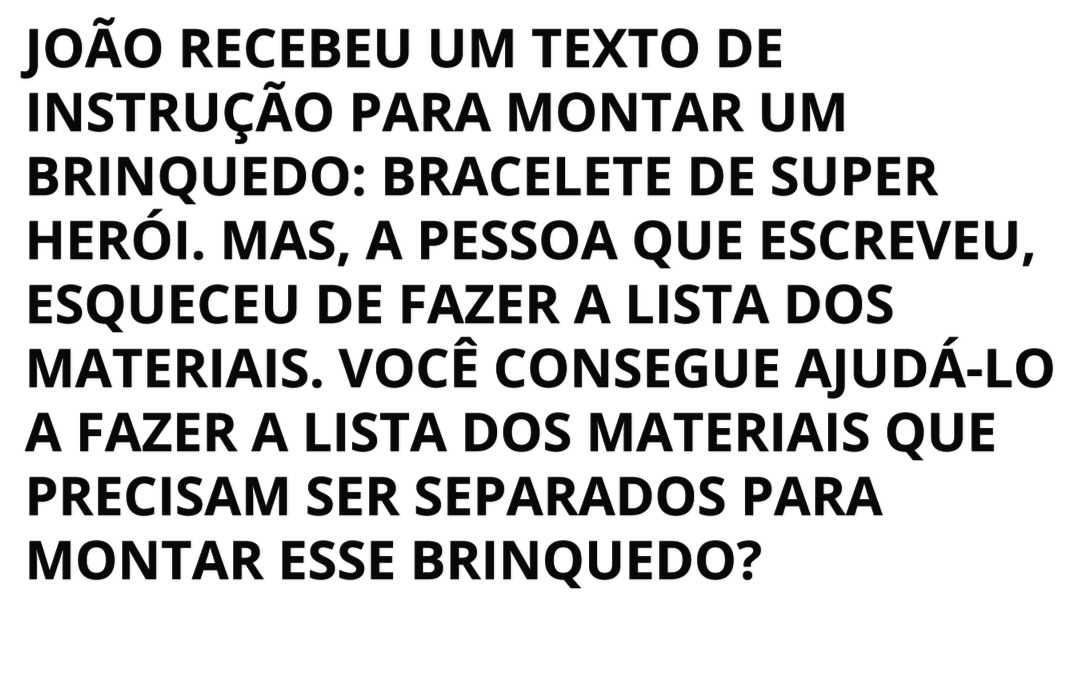 JOÃO RECEBEU UM TEXTO DE
INSTRUÇÃO PARA MONTAR UM
BRINQUEDO: BRACELETE DE SUPER
HERÓI. MAS, A PESSOA QUE ESCREVEU,
ESQUECEU DE FAZER A LISTA DOS
MATERIAIS. VOCÊ CONSEGUE AJUDÁ-LO
A FAZER A LISTA DOS MATERIAIS QUE
PRECISAM SER SEPARADOS PARA
MONTAR ESSE BRINQUEDO?